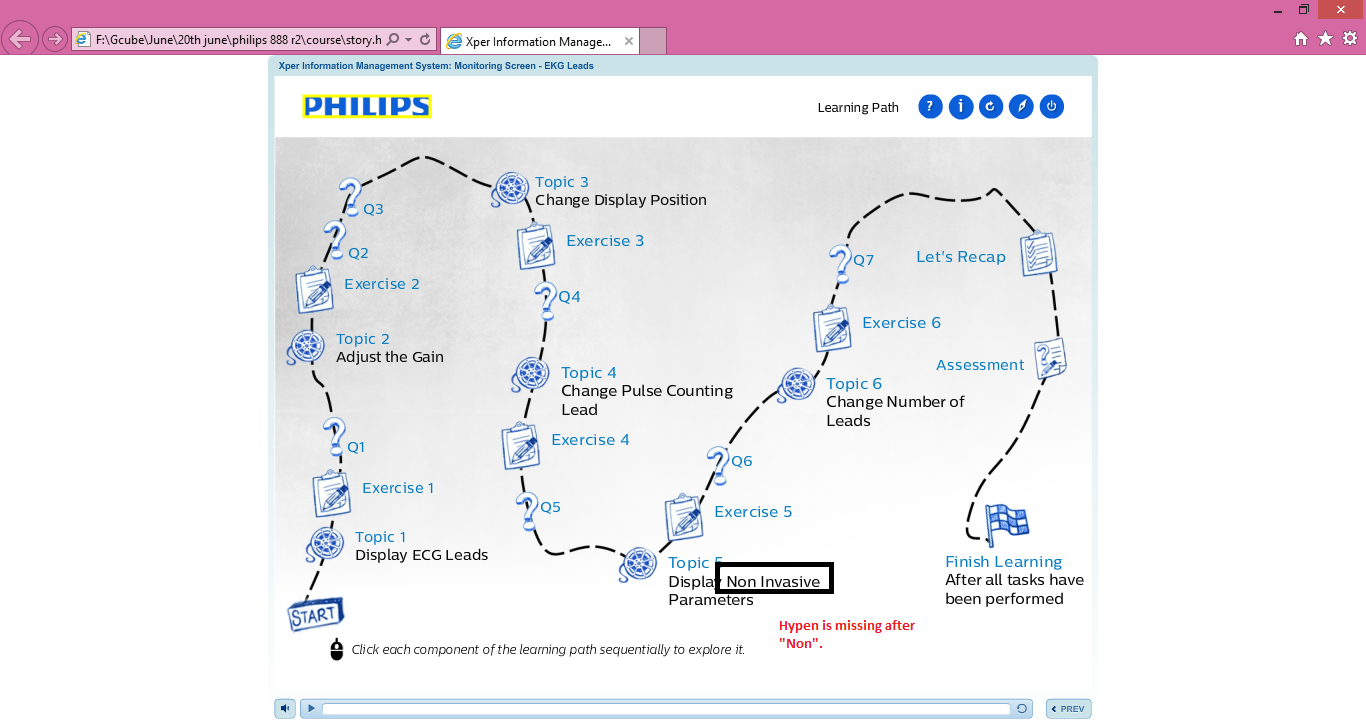 F:\Gcube\June\20th june\philips 888 r2\course\story.h
Xper Information Manage...
Xper Information Management System: Monitoring Screen - EKG Leads
PHILIPS
Learning Path
Topic 3
Change Display Position
Q3
Exercise 3
Q2
Exercise 2
Q4
Topic 2
Adjust the Gain
Topic 4
Change Pulse Counting
Lead
Exercise 4
Q1
Exercise 1
Q5
Topic 1
Display ECG Leads
START
Q7
Let's Recap
Exercise 6
Assessment
Topic 6
Change Number of
Leads
Q6
Exercise 5
Topic 5
Display Non Invasive
Parameters
Finish Learning
After all tasks have
been performed
Hypen is missing after
"Non".
Click each component of the learning path sequentially to explore it.
PREV